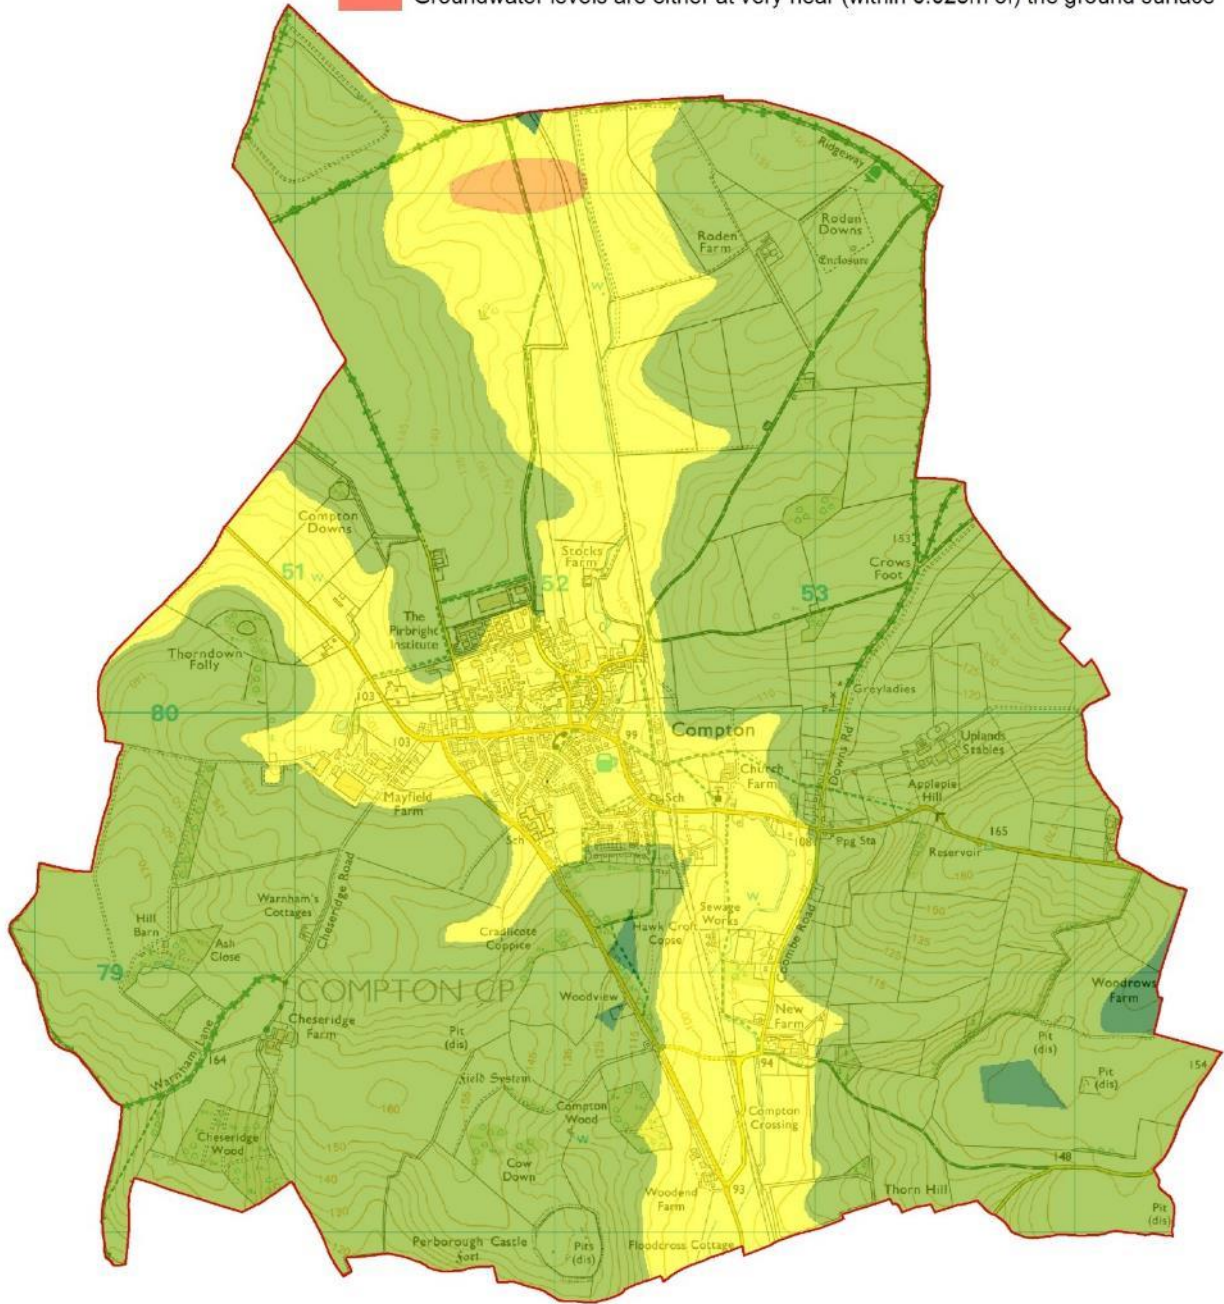 Groundwater levels are either at very near (within 0.025m of) the ground surface
Ridgeway
Roden
Farm
Roden
Downs
Enclosure
Compton
Downs
Stocks
Farm
153
Crows
Foot
51
W
52
53
The
Pirbright
Institute
Thorndown
Folly
103
80
Greyladies
Compton
99
103
Uplands
Stables
Downs Rd
Church
Farm
Mayfield
Farm
Applepie
Hill
Sch
Sch
108
Ppg Sta
165
Reservoir
Cheseridge Road
Warnham's
Cottages
Hill
Barn
Ash
Close
Cradlicote
Coppice
Hawk Croft
Copse
Sewage
Works
W
Coombe Road
79
COMPTON CP
Woodview
Woodrows
Farm
New
Farm
Cheseridge
Farm
Pit
(dis)
Warnham Lane
164
94
Pit
(dis)
Pit
(dis)
154
Field System
Compton
Wood
W
Compton
Crossing
Cheseridge
Wood
Cow
Down
148
Woodend
Farm
93
Thorn Hill
Pit
(dis)
Perborough Castle
Fort
Pits
(dis)
Floodcross Cottage